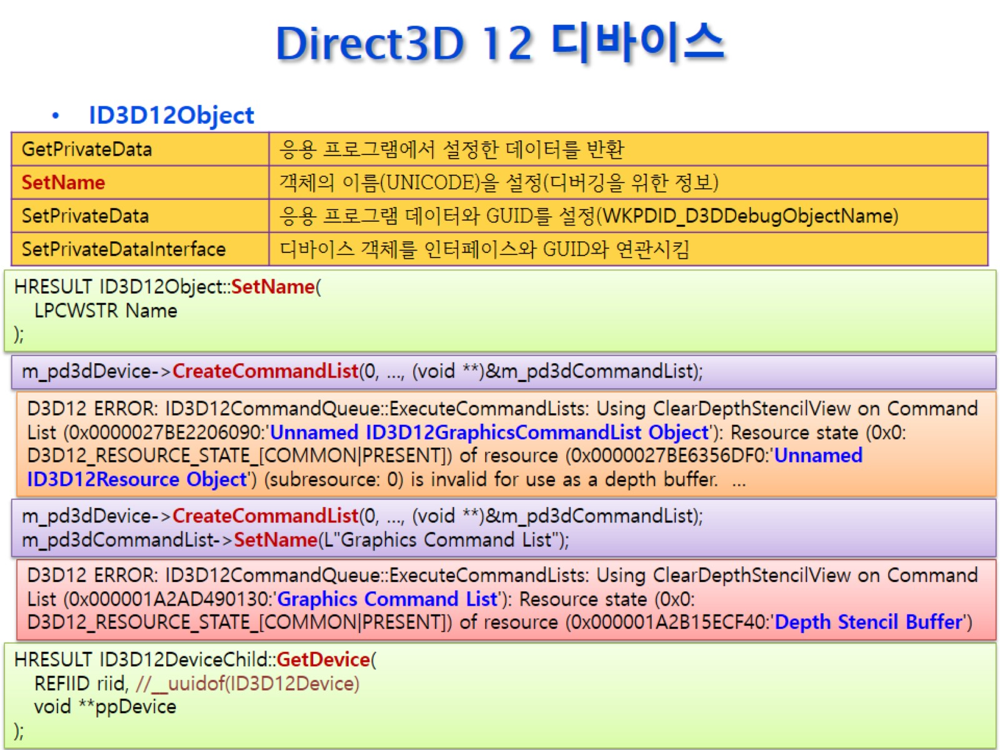 Direct3D 12 디바이스
• ID3D12Object
GetPrivateData 응용 프로그램에서 설정한 데이터를 반환
SetName 객체의 이름(UNICODE)을 설정(디버깅을 위한 정보)
SetPrivateData 응용 프로그램 데이터와 GUID를 설정(WKPDID_D3DDebugObjectName)
SetPrivateDataInterface 디바이스 객체를 인터페이스와 GUID와 연관시킴
HRESULT ID3D12Object::SetName(
LPCWSTR Name
);
m_pd3dDevice->CreateCommandList(0, ..., (void **)&m_pd3dCommandList);
D3D12 ERROR: ID3D12CommandQueue::ExecuteCommandLists: Using ClearDepthStencilView on Command
List (0x0000027BE2206090:'Unnamed ID3D12GraphicsCommandList Object'): Resource state (0x0:
D3D12_RESOURCE_STATE_[COMMON|PRESENT]) of resource (0x0000027BE6356DF0:'Unnamed
ID3D12Resource Object') (subresource: 0) is invalid for use as a depth buffer. ...
m_pd3dDevice->CreateCommandList(0, ..., (void **)&m_pd3dCommandList);
m_pd3dCommandList->SetName(L"Graphics Command List");
D3D12 ERROR: ID3D12CommandQueue::ExecuteCommandLists: Using ClearDepthStencilView on Command
List (0x000001A2AD490130:'Graphics Command List'): Resource state (0x0:
D3D12_RESOURCE_STATE_[COMMON|PRESENT]) of resource (0x000001A2B15ECF40:'Depth Stencil Buffer')
HRESULT ID3D12DeviceChild::GetDevice(
REFIID riid, //__uuidof(ID3D12Device)
void **ppDevice
);